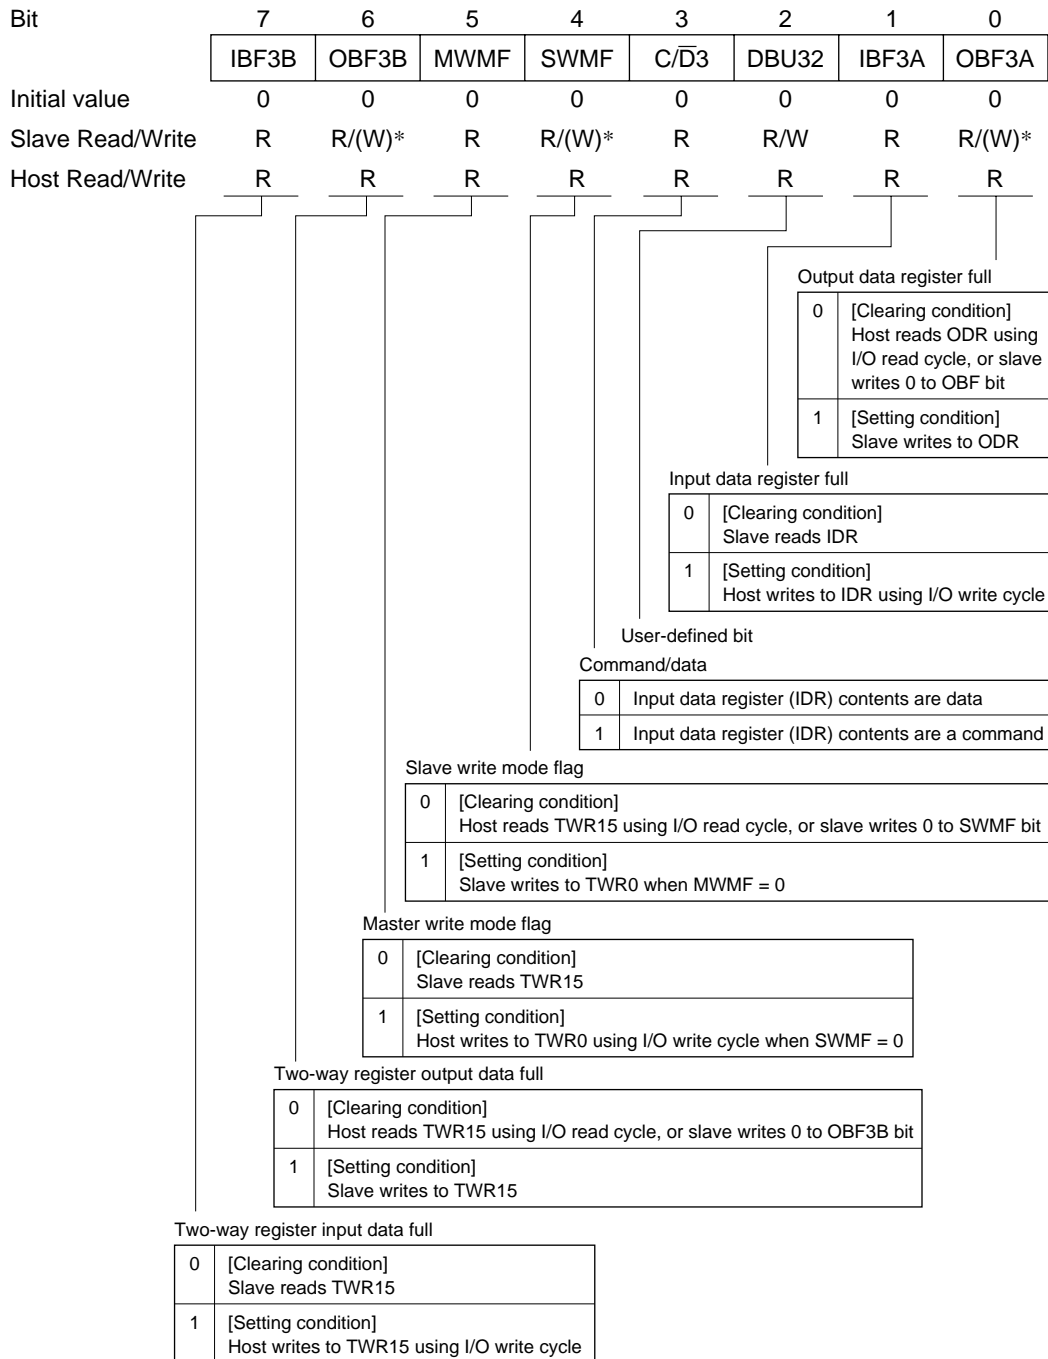 Bit 7 6 5 4 3 2 1 0
IBF3B OBF3B MWMF SWMF C/D̅3 DBU32 IBF3A OBF3A
Initial value 0 0 0 0 0 0 0 0
Slave Read/Write R R/(W)* R R/(W)* R R/W R R/(W)*
Host Read/Write R R R R R R R R
Output data register full
0 [Clearing condition]
Host reads ODR using
I/O read cycle, or slave
writes 0 to OBF bit
1 [Setting condition]
Slave writes to ODR
Input data register full
0 [Clearing condition]
Slave reads IDR
1 [Setting condition]
Host writes to IDR using I/O write cycle
User-defined bit
Command/data
0 Input data register (IDR) contents are data
1 Input data register (IDR) contents are a command
Slave write mode flag
0 [Clearing condition]
Host reads TWR15 using I/O read cycle, or slave writes 0 to SWMF bit
1 [Setting condition]
Slave writes to TWR0 when MWMF = 0
Master write mode flag
0 [Clearing condition]
Slave reads TWR15
1 [Setting condition]
Host writes to TWR0 using I/O write cycle when SWMF = 0
Two-way register output data full
0 [Clearing condition]
Host reads TWR15 using I/O read cycle, or slave writes 0 to OBF3B bit
1 [Setting condition]
Slave writes to TWR15
Two-way register input data full
0 [Clearing condition]
Slave reads TWR15
1 [Setting condition]
Host writes to TWR15 using I/O write cycle